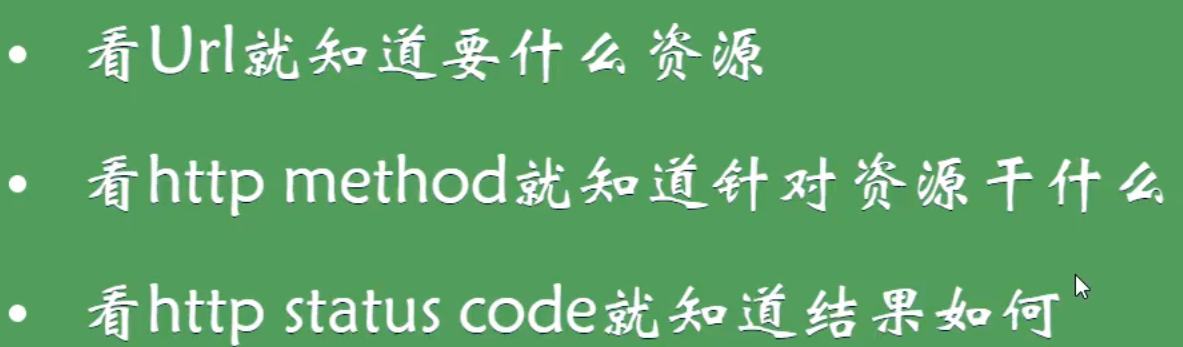 • 看Url就知道要什么资源
• 看http method就知道针对资源干什么
• 看http status code就知道结果如何